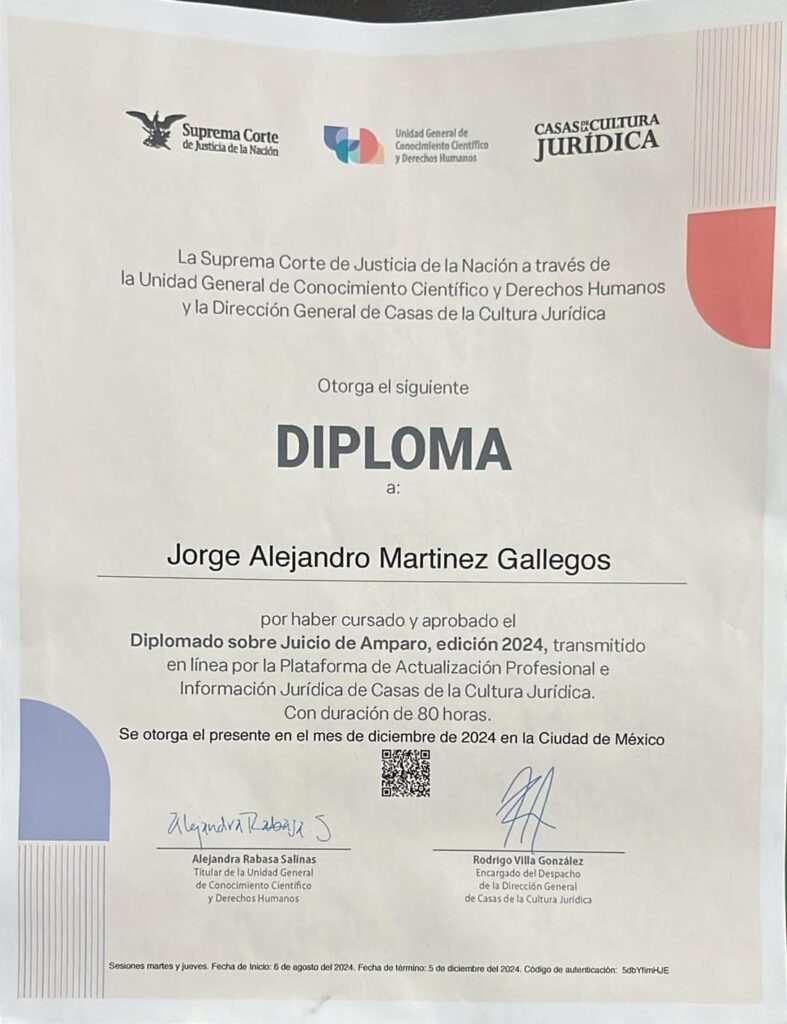 Suprema Corte
de Justicia de la Nación
Unidad General de
Conocimiento Científico
y Derechos Humanos
CASAS DE LA CULTURA
JURÍDICA
La Suprema Corte de Justicia de la Nación a través de
la Unidad General de Conocimiento Científico y Derechos Humanos
y la Dirección General de Casas de la Cultura Jurídica
Otorga el siguiente
DIPLOMA
a:
Jorge Alejandro Martinez Gallegos
por haber cursado y aprobado el
Diplomado sobre Juicio de Amparo, edición 2024, transmitido
en línea por la Plataforma de Actualización Profesional e
Información Jurídica de Casas de la Cultura Jurídica.
Con duración de 80 horas.
Se otorga el presente en el mes de diciembre de 2024 en la Ciudad de México
Alejandra Rabasa S
Alejandra Rabasa Salinas
Titular de la Unidad General
de Conocimiento Científico
y Derechos Humanos
Rodrigo Villa González
Encargado del Despacho
de la Dirección General
de Casas de la Cultura Jurídica
Sesiones martes y jueves. Fecha de Inicio: 6 de agosto del 2024. Fecha de término: 5 de diciembre del 2024. Código de autenticación: 5dbYfimHJE